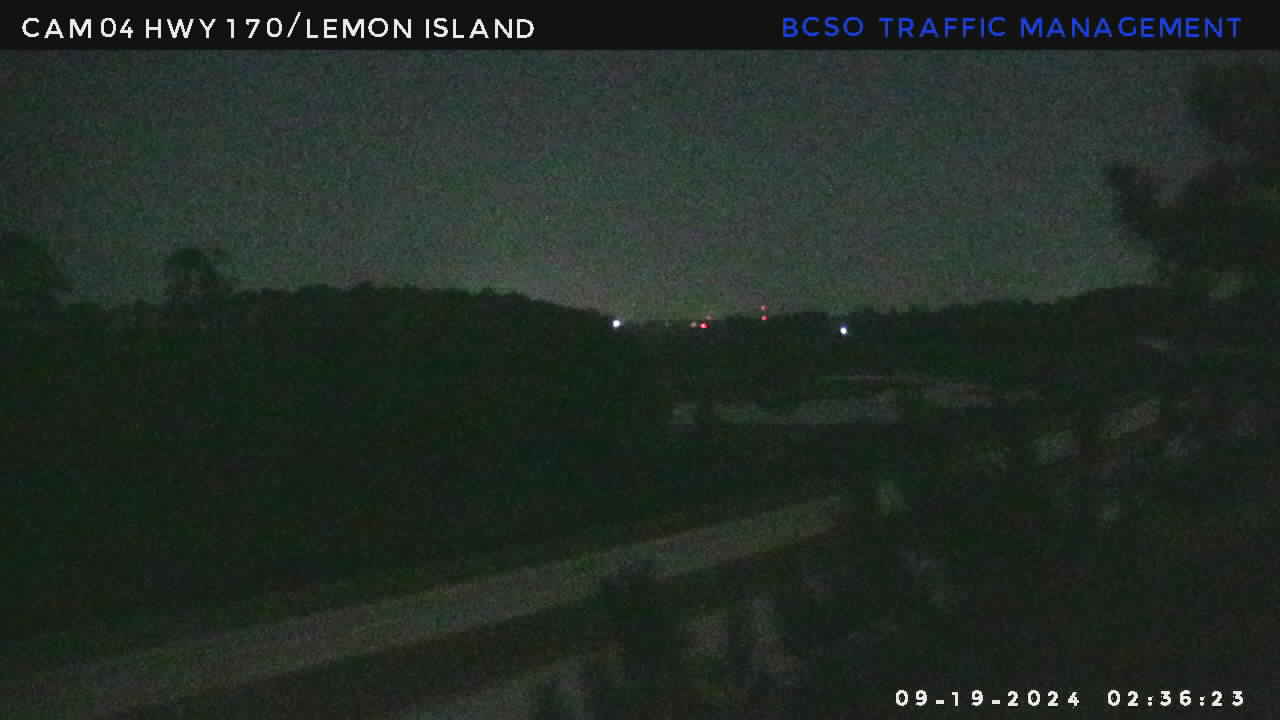 CAM04 HWY 170/LEMON ISLAND
BCSO TRAFFIC MANAGEMENT
09-19-2024 02:36:23